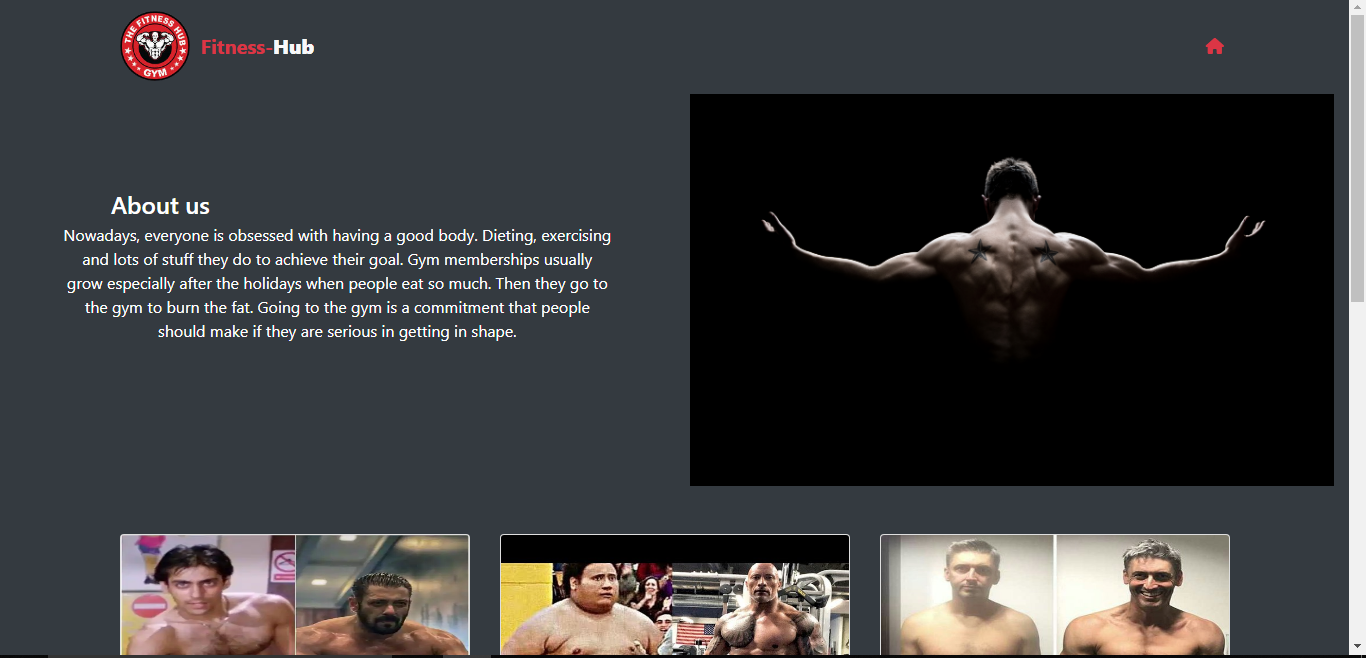 THE FITNESS HUB
GYM
Fitness-Hub
About us
Nowadays, everyone is obsessed with having a good body. Dieting, exercising
and lots of stuff they do to achieve their goal. Gym memberships usually
grow especially after the holidays when people eat so much. Then they go to
the gym to burn the fat. Going to the gym is a commitment that people
should make if they are serious in getting in shape.